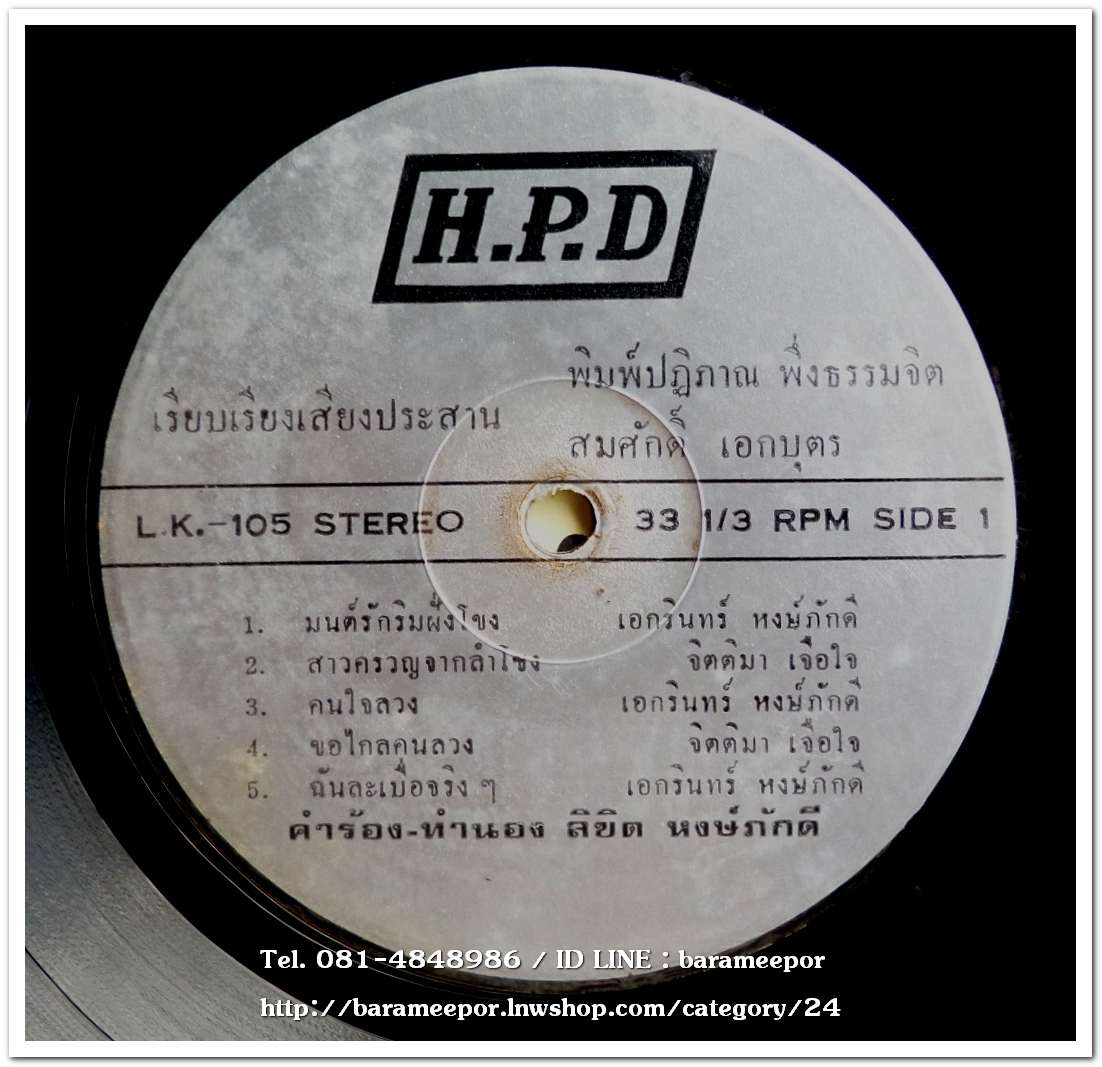 H.P.D
พิมพ์ปฏิภาณ พึ่งธรรมจิต
เรียบเรียงเสียงประสาน
สมศักดิ์ เอกบุตร
L.K.-105 STEREO 33 1/3 RPM SIDE 1
1. มนต์รักริมฝั่งโขง เอกรินทร์ หงษ์ภักดี
2. สาวครวญจากลำโขง จิตติมา เจือใจ
3. คนใจลวง เอกรินทร์ หงษ์ภักดี
4. ขอไกลคนลวง จิตติมา เจือใจ
5. ฉันละเบื่อจริง ๆ เอกรินทร์ หงษ์ภักดี
คำร้อง-ทำนอง ลิขิต หงษ์ภักดี
Tel. 081-4848986 / ID LINE : barameepor
http://barameepor.lnwshop.com/category/24